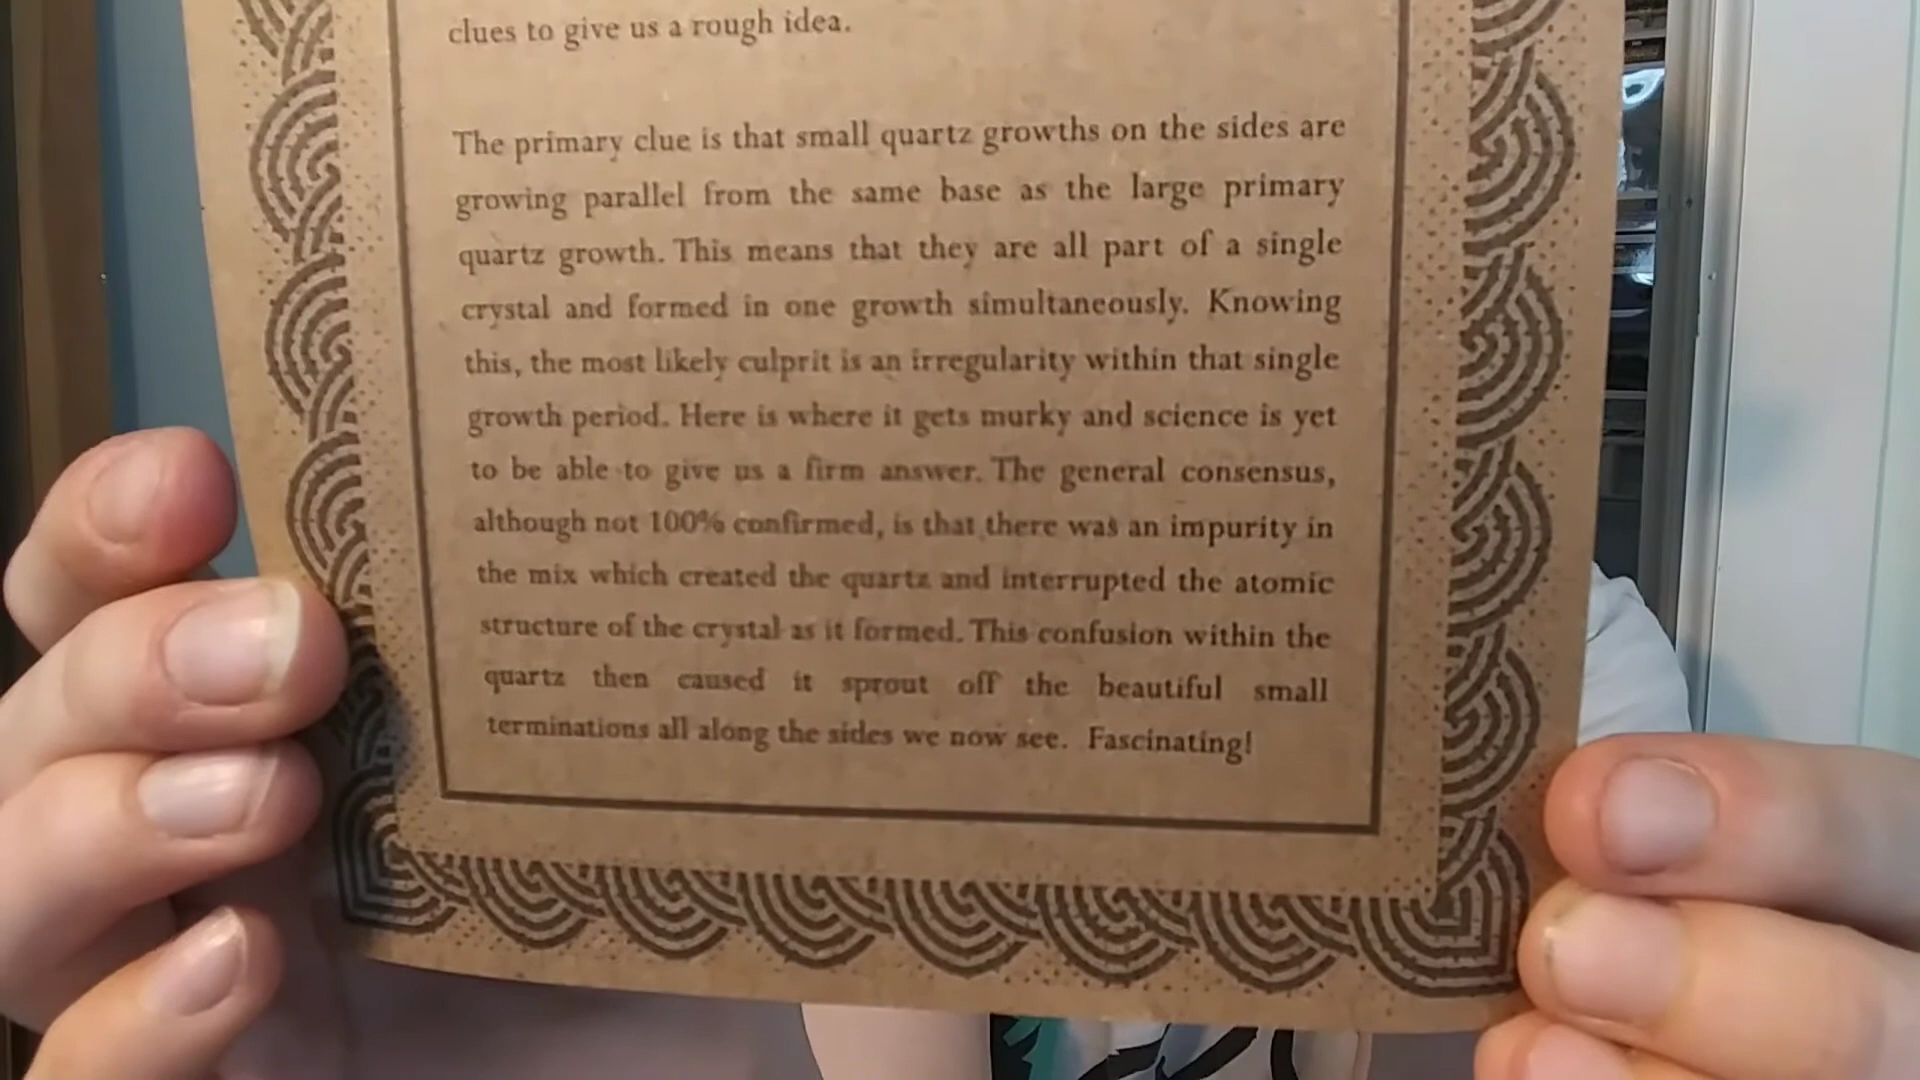 clues to give us a rough idea.
The primary clue is that small quartz growths on the sides are
growing parallel from the same base as the large primary
quartz growth. This means that they are all part of a single
crystal and formed in one growth simultaneously. Knowing
this, the most likely culprit is an irregularity within that single
growth period. Here is where it gets murky and science is yet
to be able to give us a firm answer. The general consensus,
although not 100% confirmed, is that there was an impurity in
the mix which created the quartz and interrupted the atomic
structure of the crystal as it formed. This confusion within the
quartz then caused it sprout off the beautiful small
terminations all along the sides we now see. Fascinating!